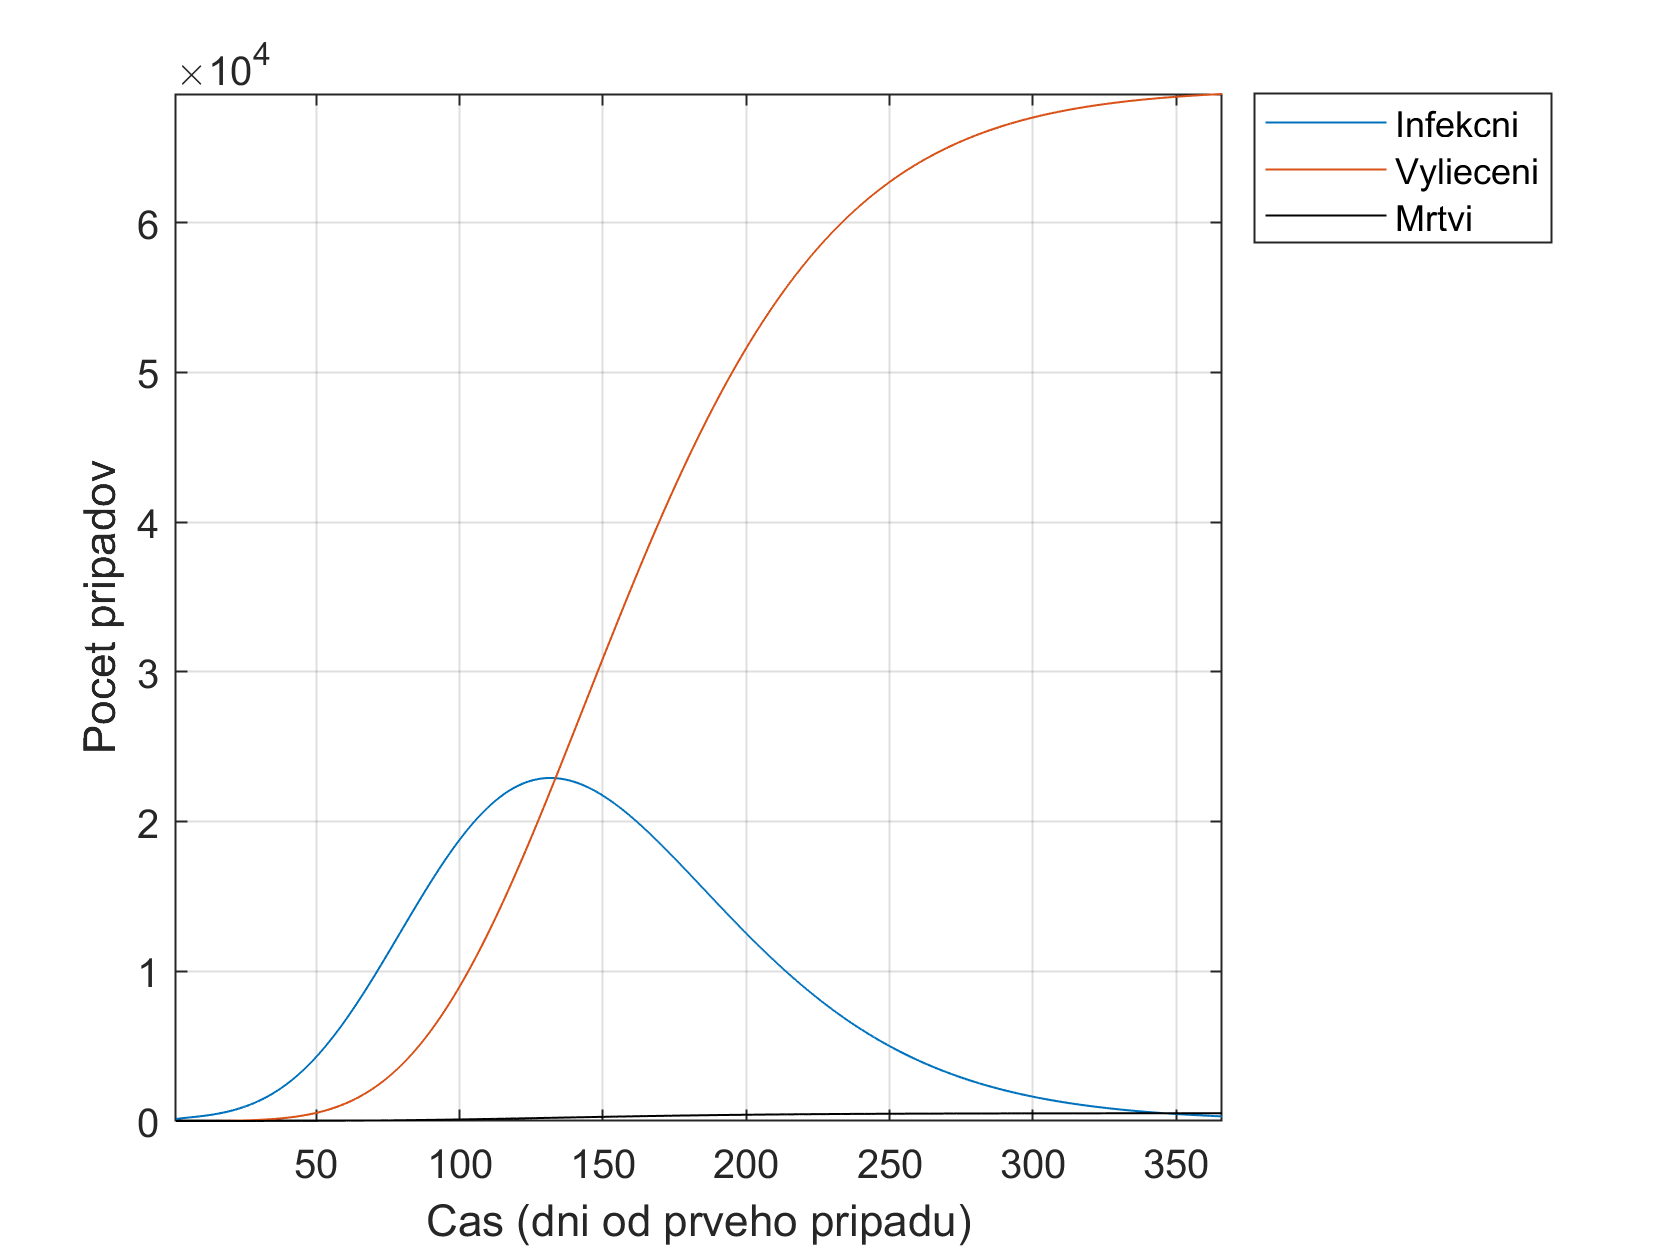 ×10^4
6
5
4
3
2
1
0
50 100 150 200 250 300 350
Cas (dni od prveho pripadu)
Pocet pripadov
Infekcni
Vylieceni
Mrtvi